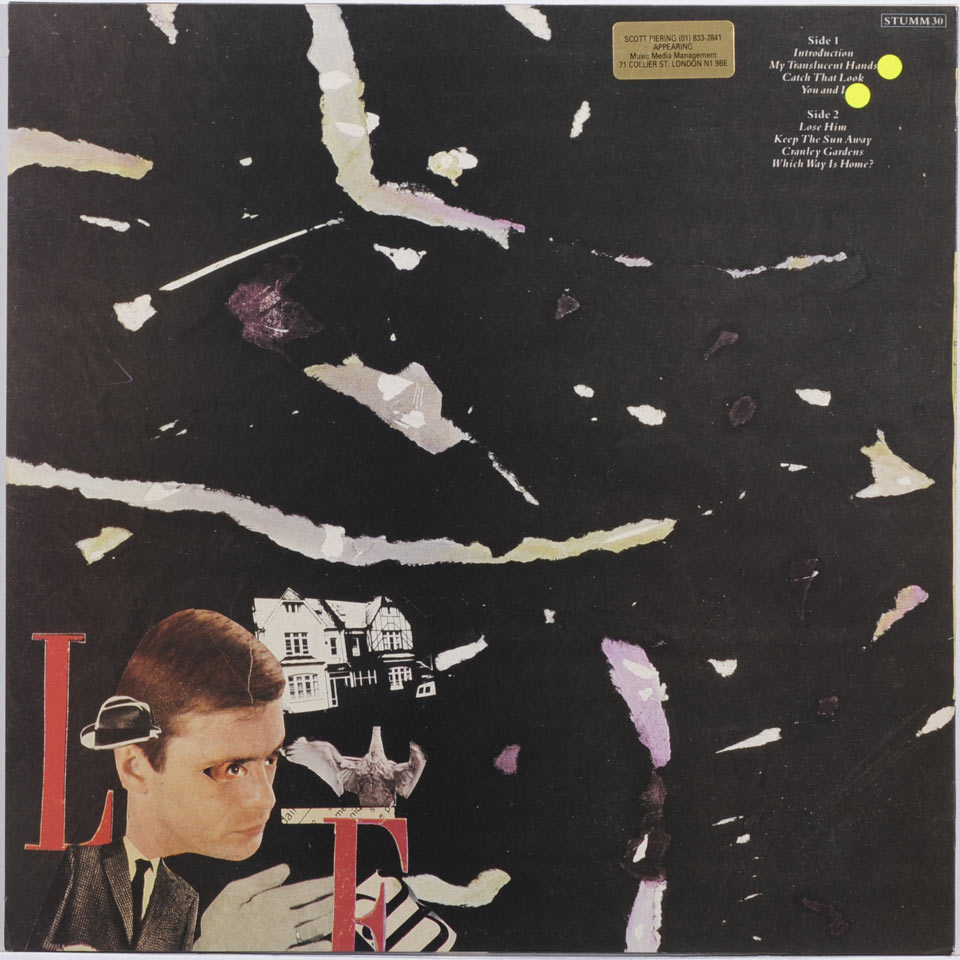 STUMM 30
SCOTT PIERING (01) 833-2841
APPEARING
Music Media Management
71 COLLIER ST. LONDON N1 9BE
Side 1
Introduction
My Translucent Hands
Catch That Look
You and I
Side 2
Lose Him
Keep The Sun Away
Cranley Gardens
Which Way Is Home?
L
F